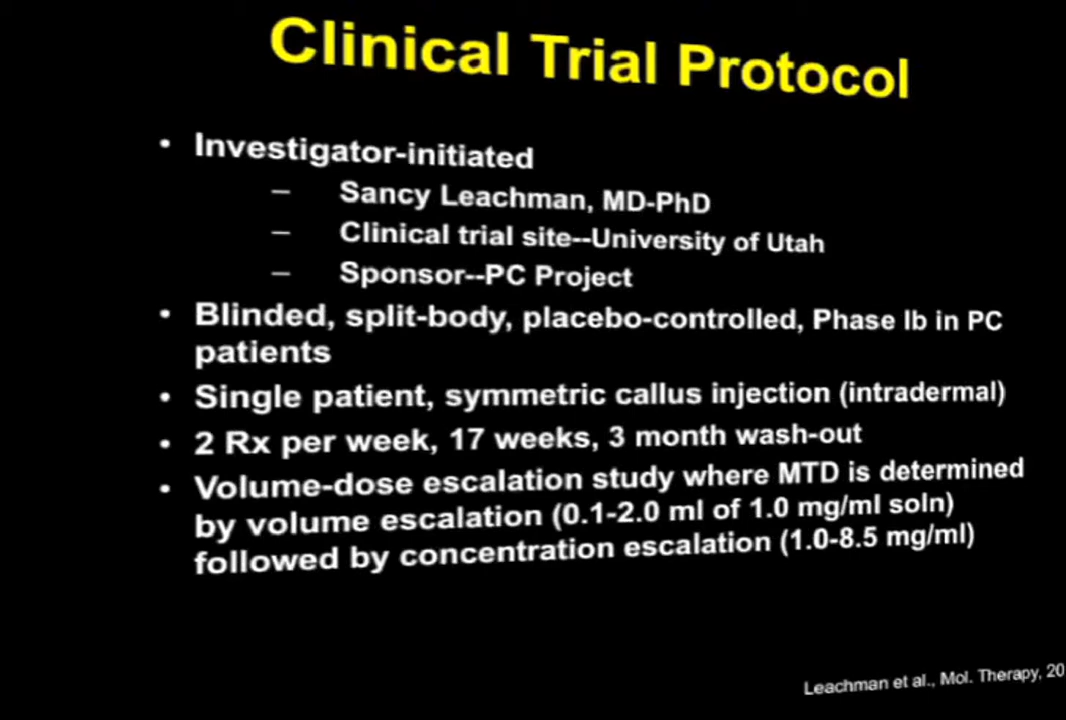 Clinical Trial Protocol
• Investigator-initiated
– Sancy Leachman, MD-PhD
– Clinical trial site--University of Utah
– Sponsor--PC Project
• Blinded, split-body, placebo-controlled, Phase Ib in PC
patients
• Single patient, symmetric callus injection (intradermal)
• 2 Rx per week, 17 weeks, 3 month wash-out
• Volume-dose escalation study where MTD is determined
by volume escalation (0.1-2.0 ml of 1.0 mg/ml soln)
followed by concentration escalation (1.0-8.5 mg/ml)
Leachman et al., Mol. Therapy, 20